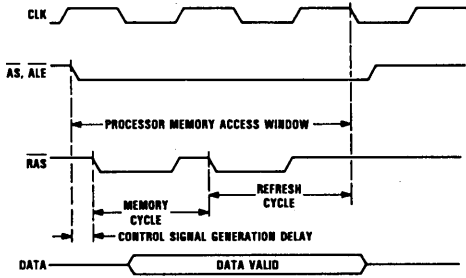 CLK
AS, ALE
PROCESSOR MEMORY ACCESS WINDOW
RAS
MEMORY
CYCLE
REFRESH
CYCLE
CONTROL SIGNAL GENERATION DELAY
DATA
DATA VALID